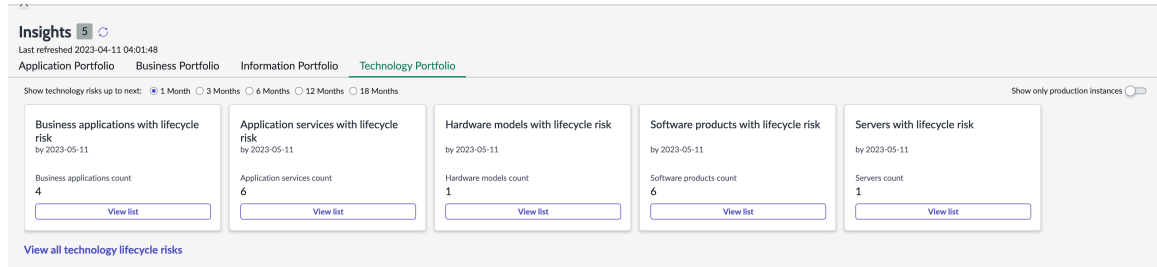 Insights 5
Last refreshed 2023-04-11 04:01:48
Application Portfolio Business Portfolio Information Portfolio Technology Portfolio
Show technology risks up to next: 1 Month 3 Months 6 Months 12 Months 18 Months Show only production instances
Business applications with lifecycle
risk
by 2023-05-11
Business applications count
4
View list
Application services with lifecycle
risk
by 2023-05-11
Application services count
6
View list
Hardware models with lifecycle risk
by 2023-05-11
Hardware models count
1
View list
Software products with lifecycle risk
by 2023-05-11
Software products count
6
View list
Servers with lifecycle risk
by 2023-05-11
Servers count
1
View list
View all technology lifecycle risks